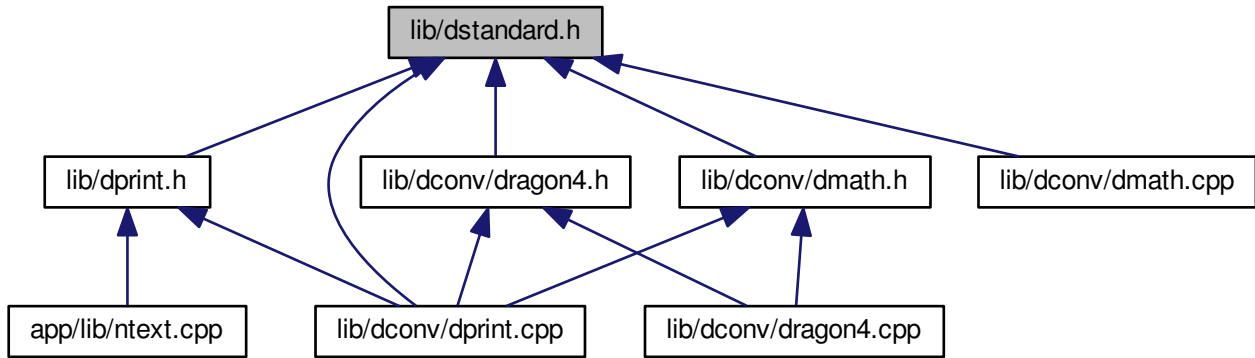 lib/dstandard.h
lib/dprint.h
lib/dconv/dragon4.h
lib/dconv/dmath.h
lib/dconv/dmath.cpp
app/lib/ntext.cpp
lib/dconv/dprint.cpp
lib/dconv/dragon4.cpp